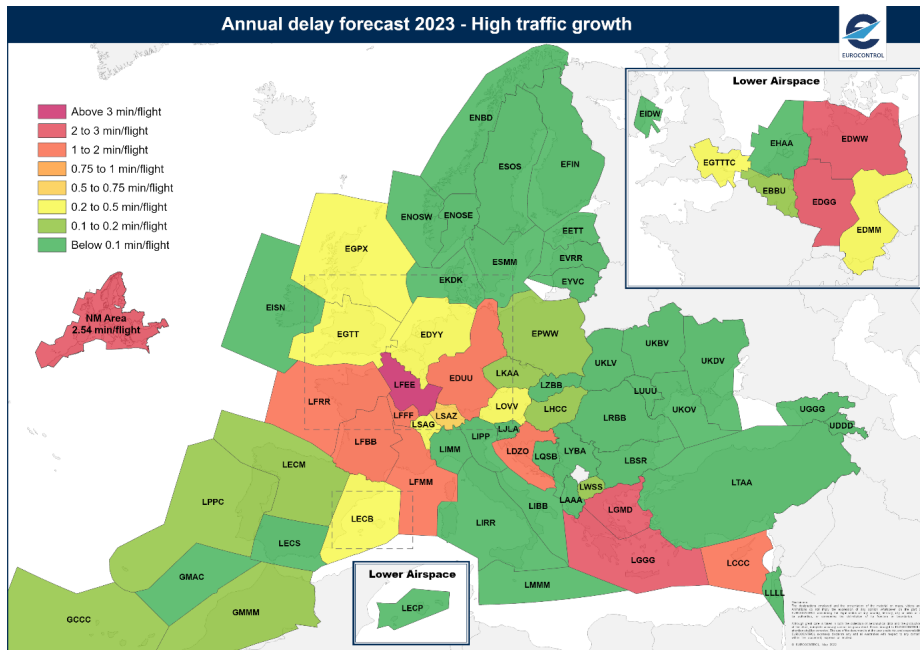 Annual delay forecast 2023 - High traffic growth
EUROCONTROL
Above 3 min/flight
2 to 3 min/flight
1 to 2 min/flight
0.75 to 1 min/flight
0.5 to 0.75 min/flight
0.2 to 0.5 min/flight
0.1 to 0.2 min/flight
Below 0.1 min/flight
NM Area
2.54 min/flight
Lower Airspace
EIDW
EGTTTC
EHAA
EDWW
EBBU
EDGG
EDMM
ENBD
ESOS
EFIN
ENOSW
ENOSE
EGPX
EETT
ESMM
EVRR
EKDK
EYVC
EISN
EGTT
EDYY
EPWW
UKBV
UKLV
UKDV
LFEE
EDUU
LKAA
LZBB
LUUU
LFRR
LOVV
LHCC
LRBB
UKOV
UGGG
LFFF
LSAZ
LSAG
UDDD
LFBB
LIMM
LIPP
LJLA
LDZO
LQSB
LYBA
LBSR
LECM
LTAA
LPPC
LFMM
LWSS
LAAA
LIBB
LGMD
LECB
LIRR
LECS
LGGG
LCCC
GMAC
LMMM
LLLL
GCCC
GMMM
Lower Airspace
LECP